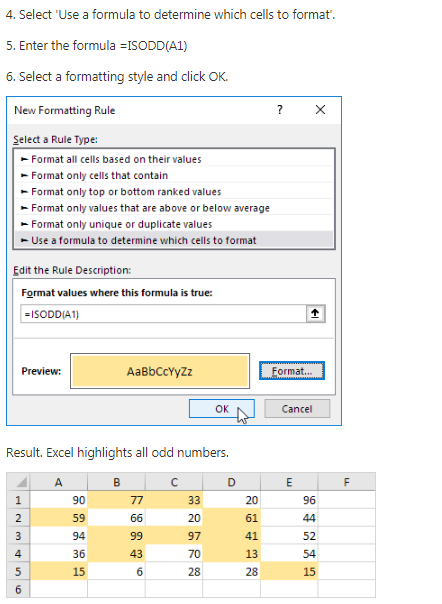 4. Select 'Use a formula to determine which cells to format'.
5. Enter the formula =ISODD(A1)
6. Select a formatting style and click OK.
New Formatting Rule ? X
Select a Rule Type:
► Format all cells based on their values
► Format only cells that contain
► Format only top or bottom ranked values
► Format only values that are above or below average
► Format only unique or duplicate values
► Use a formula to determine which cells to format
Edit the Rule Description:
Format values where this formula is true:
=ISODD(A1)
Preview: AaBbCcYyZz Format...
OK Cancel
Result. Excel highlights all odd numbers.
A B C D E F
1 90 77 33 20 96
2 59 66 20 61 44
3 94 99 97 41 52
4 36 43 70 13 54
5 15 6 28 28 15
6